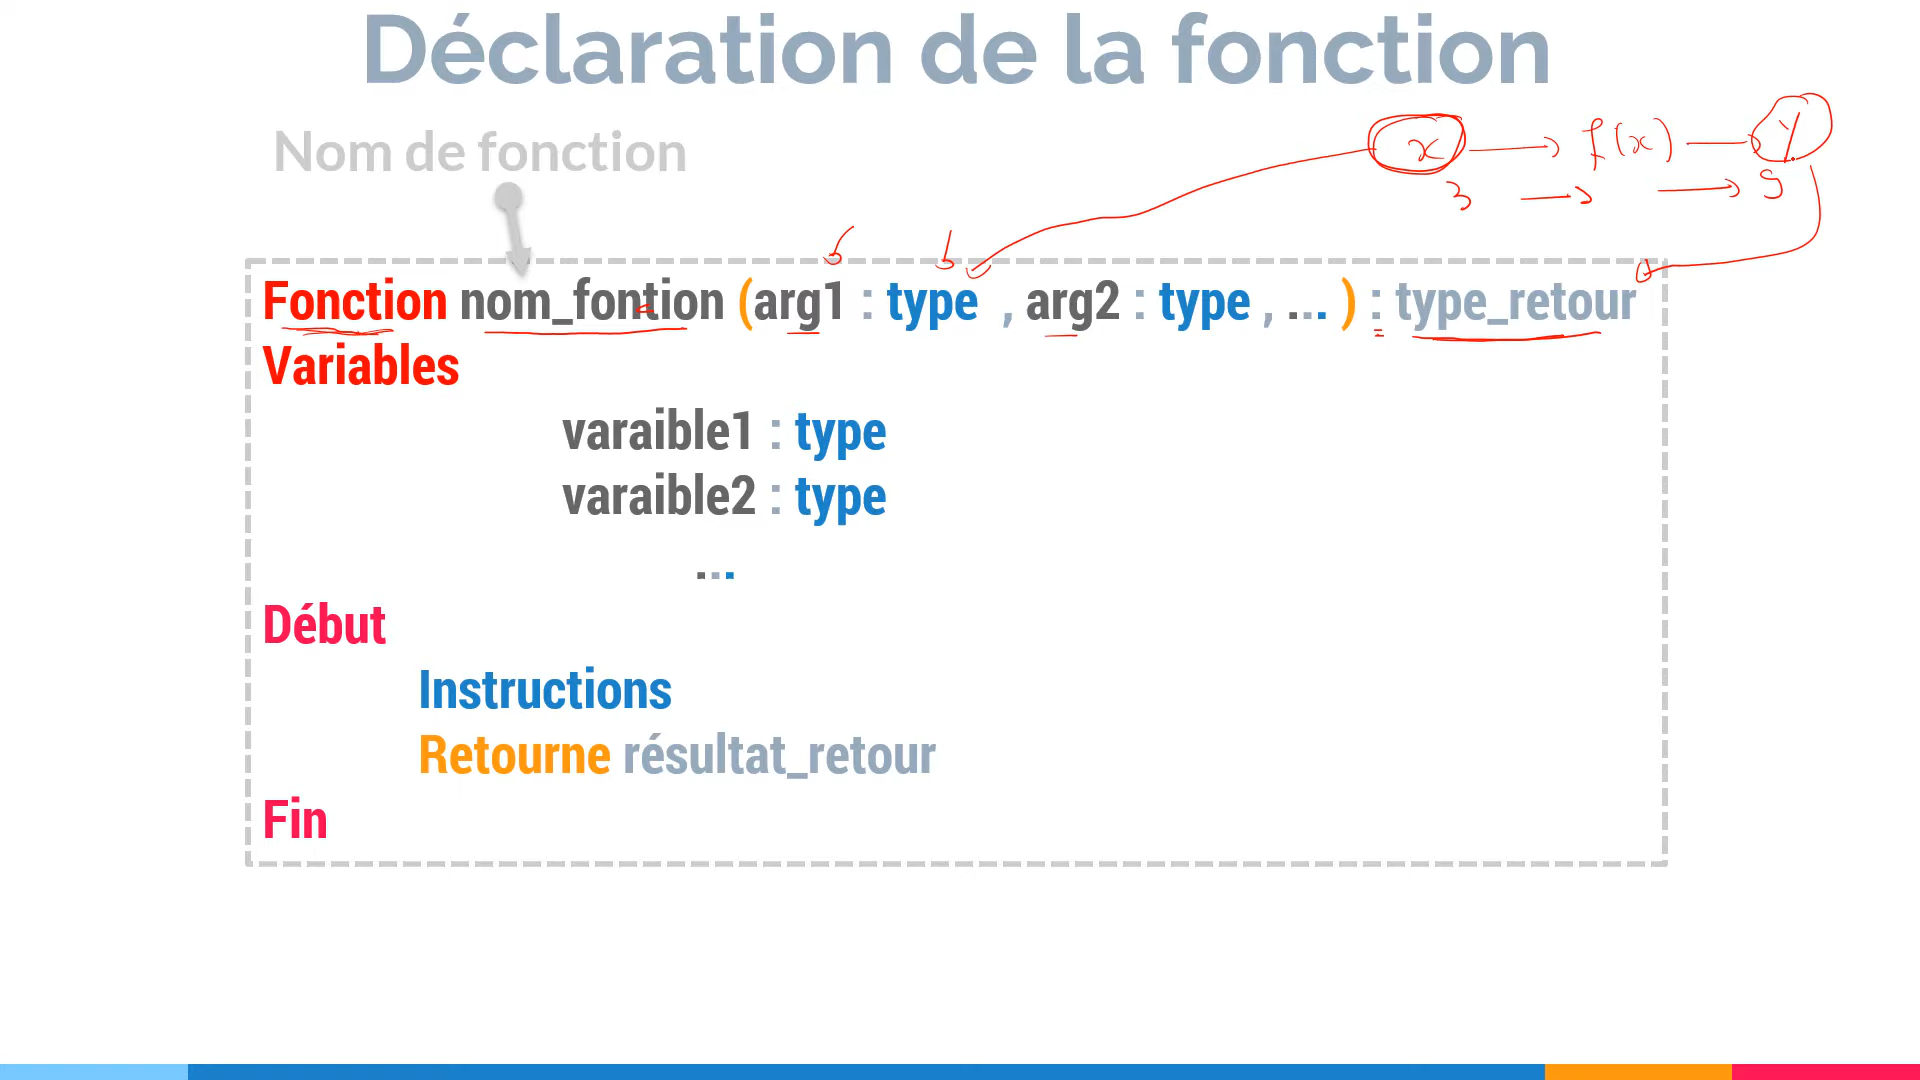 Déclaration de la fonction
Nom de fonction
x → f(x) → y
3 → → 9
Fonction nom_fontion (arg1 : type , arg2 : type , ... ) : type_retour
c
Variables
varaible1 : type
varaible2 : type
...
Début
Instructions
Retourne résultat_retour
Fin